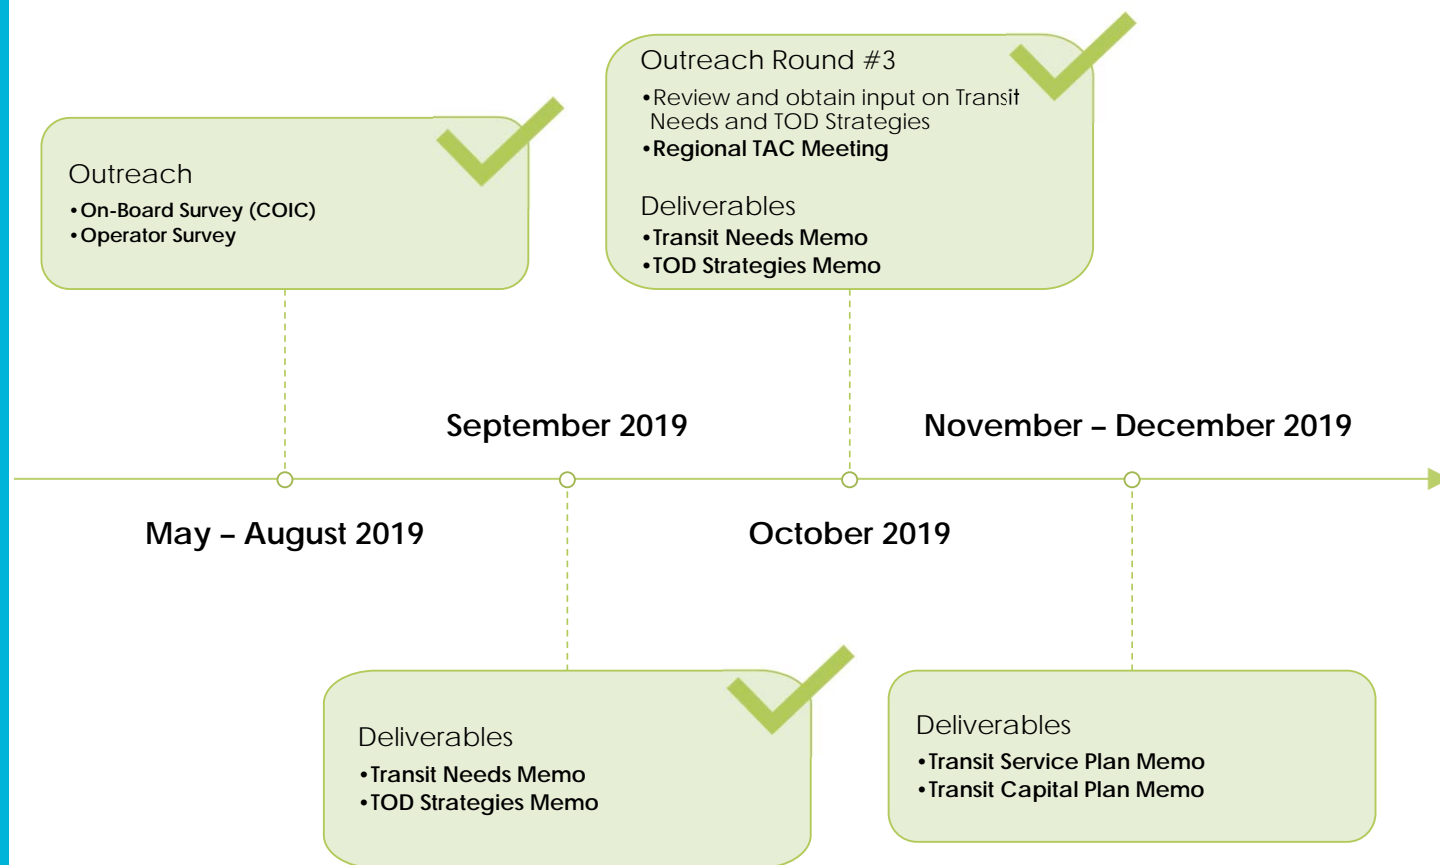 Outreach Round #3
•Review and obtain input on Transit
Needs and TOD Strategies
•Regional TAC Meeting
Deliverables
•Transit Needs Memo
•TOD Strategies Memo
Outreach
•On-Board Survey (COIC)
•Operator Survey
September 2019
November – December 2019
May – August 2019
October 2019
Deliverables
•Transit Needs Memo
•TOD Strategies Memo
Deliverables
•Transit Service Plan Memo
•Transit Capital Plan Memo